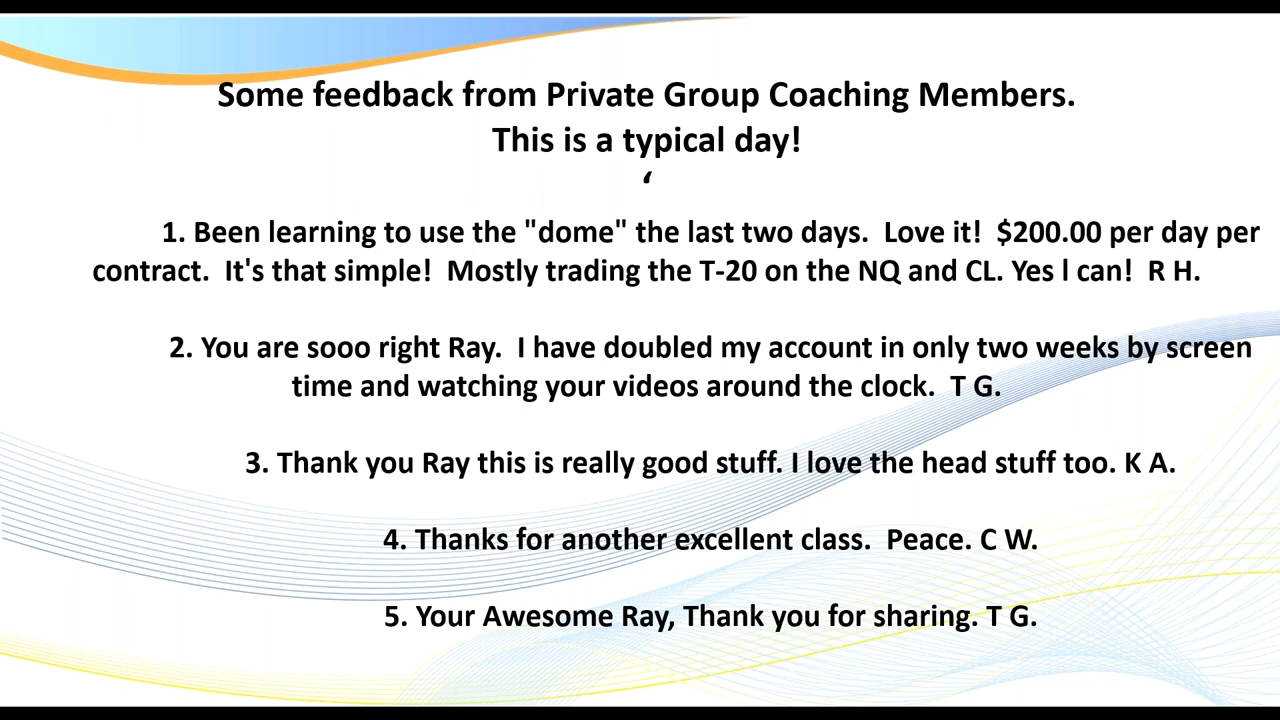 Some feedback from Private Group Coaching Members.
This is a typical day!
‘
1. Been learning to use the "dome" the last two days.  Love it!  $200.00 per day per
contract.  It's that simple!  Mostly trading the T-20 on the NQ and CL. Yes l can!  R H.
2. You are sooo right Ray.  I have doubled my account in only two weeks by screen
time and watching your videos around the clock.  T G.
3. Thank you Ray this is really good stuff. I love the head stuff too. K A.
4. Thanks for another excellent class.  Peace. C W.
5. Your Awesome Ray, Thank you for sharing. T G.